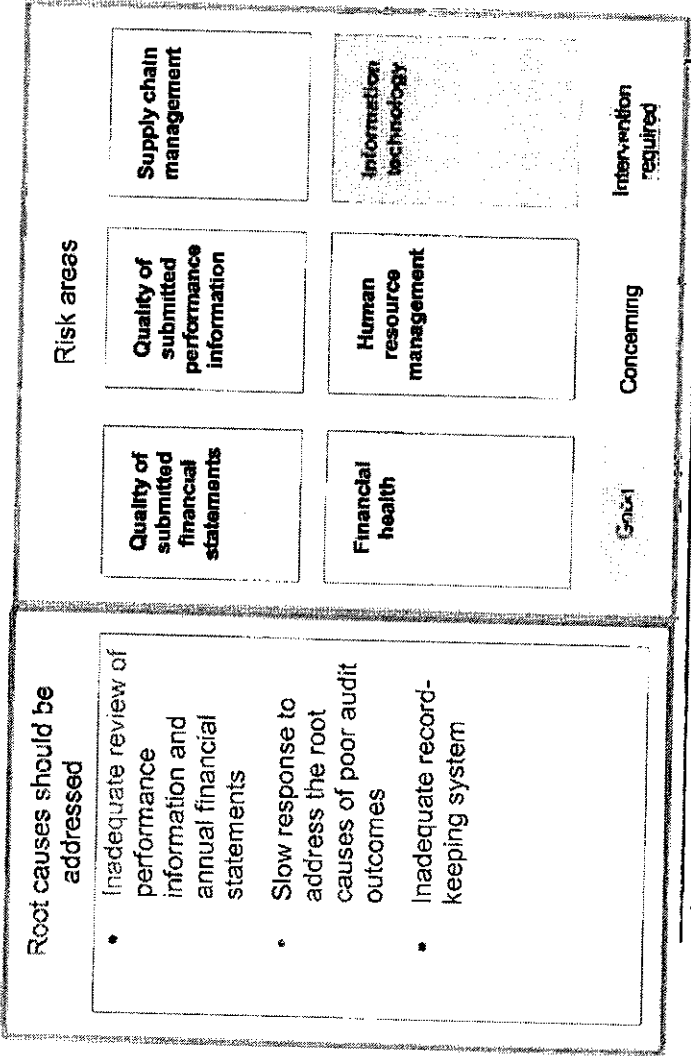 Root causes should be
addressed
• Inadequate review of
performance
information and
annual financial
statements
• Slow response to
address the root
causes of poor audit
outcomes
• Inadequate record-
keeping system
Risk areas
Quality of
submitted
financial
statements
Quality of
submitted
performance
information
Supply chain
management
Financial
health
Human
resource
management
Information
technology
Good
Concerning
Intervention
required